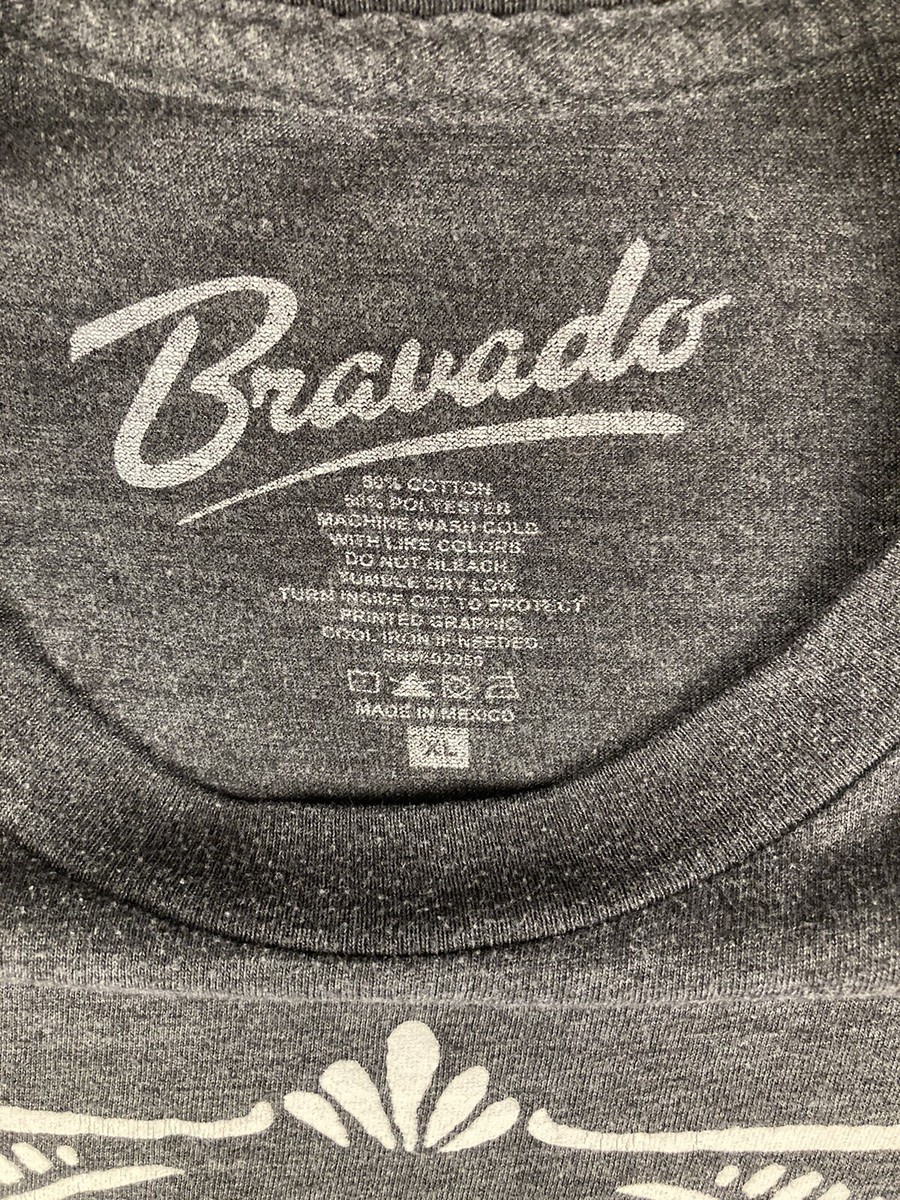 Bravado
COTTON
POLYESTER
MACHINE WASH COLD
WITH LIKE COLORS.
DO NOT BLEACH.
TUMBLE DRY LOW
TURN INSIDE OUT TO PROTECT
PRINTED GRAPHIC.
COOL IRON IF NEEDED
MADE IN MEXICO
XL